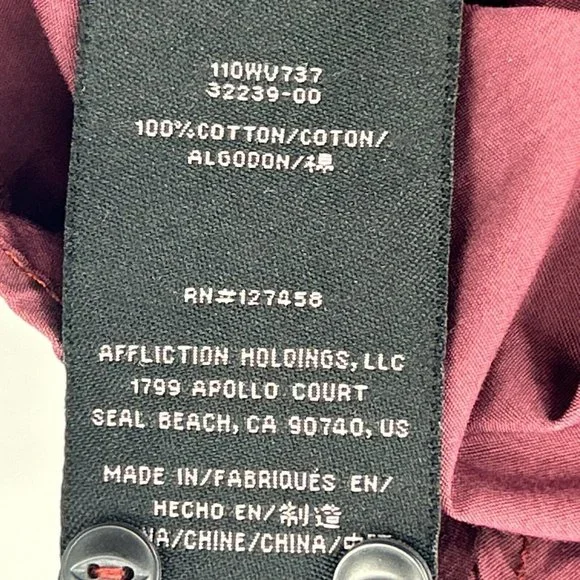 110WV737
32239-00
100%COTTON/COTON/
ALGODON/棉
RN#127458
AFFLICTION HOLDINGS, LLC
1799 APOLLO COURT
SEAL BEACH, CA 90740, US
MADE IN/FABRIQUÉS EN/
HECHO EN/制造
/CHINE/CHINA/